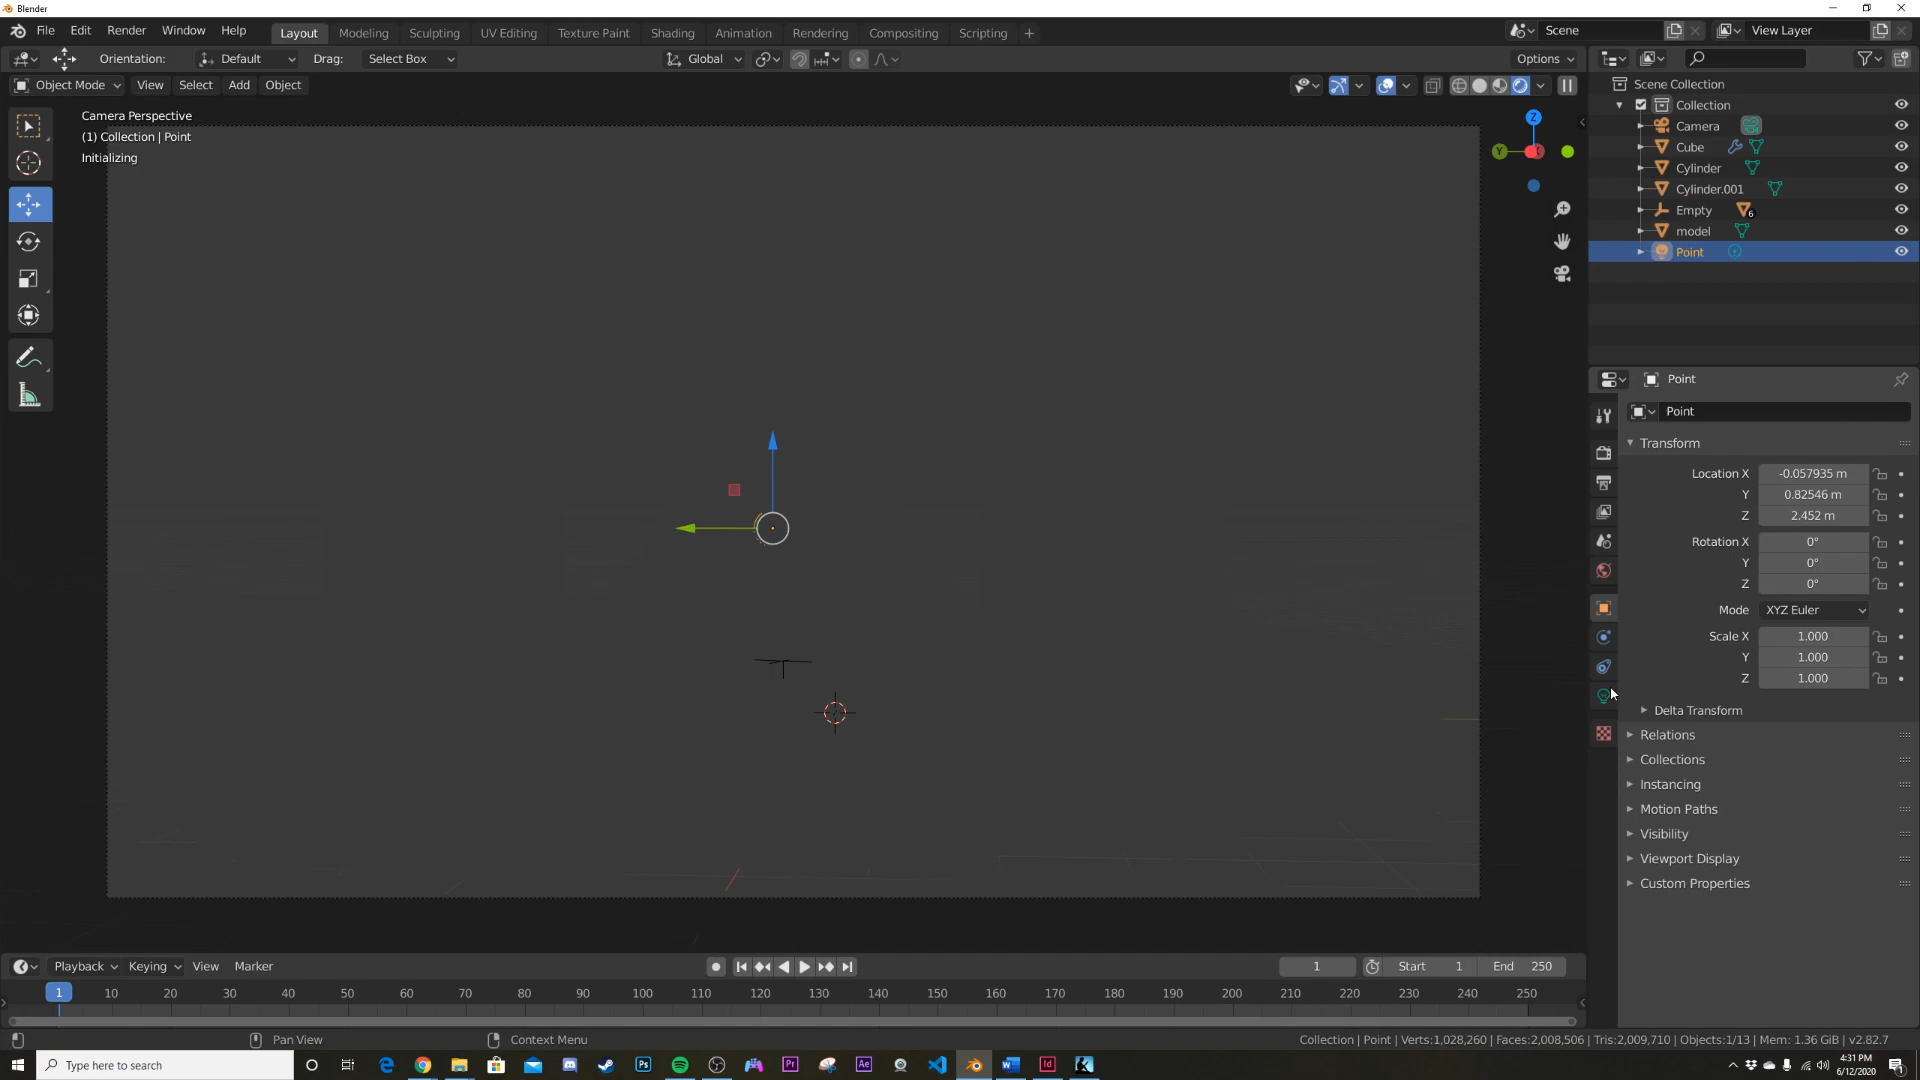 Blender
File Edit Render Window Help Layout Modeling Sculpting UV Editing Texture Paint Shading Animation Rendering Compositing Scripting + Scene View Layer
Orientation: Default Drag: Select Box Global Options
Object Mode View Select Add Object
Scene Collection
Collection
Camera
Cube
Cylinder
Cylinder.001
Empty 6
model
Point
Camera Perspective
(1) Collection | Point
Initializing
Z
Y
Point
Point
Transform
Location X -0.057935 m
Y 0.82546 m
Z 2.452 m
Rotation X 0°
Y 0°
Z 0°
Mode XYZ Euler
Scale X 1.000
Y 1.000
Z 1.000
Delta Transform
Relations
Collections
Instancing
Motion Paths
Visibility
Viewport Display
Custom Properties
Playback Keying View Marker 1 Start 1 End 250
1 10 20 30 40 50 60 70 80 90 100 110 120 130 140 150 160 170 180 190 200 210 220 230 240 250
Pan View Context Menu Collection | Point | Verts:1,028,260 | Faces:2,008,506 | Tris:2,009,710 | Objects:1/13 | Mem: 1.36 GiB | v2.82.7
Type here to search Ps Pr Ae Id
4:31 PM
6/12/2020